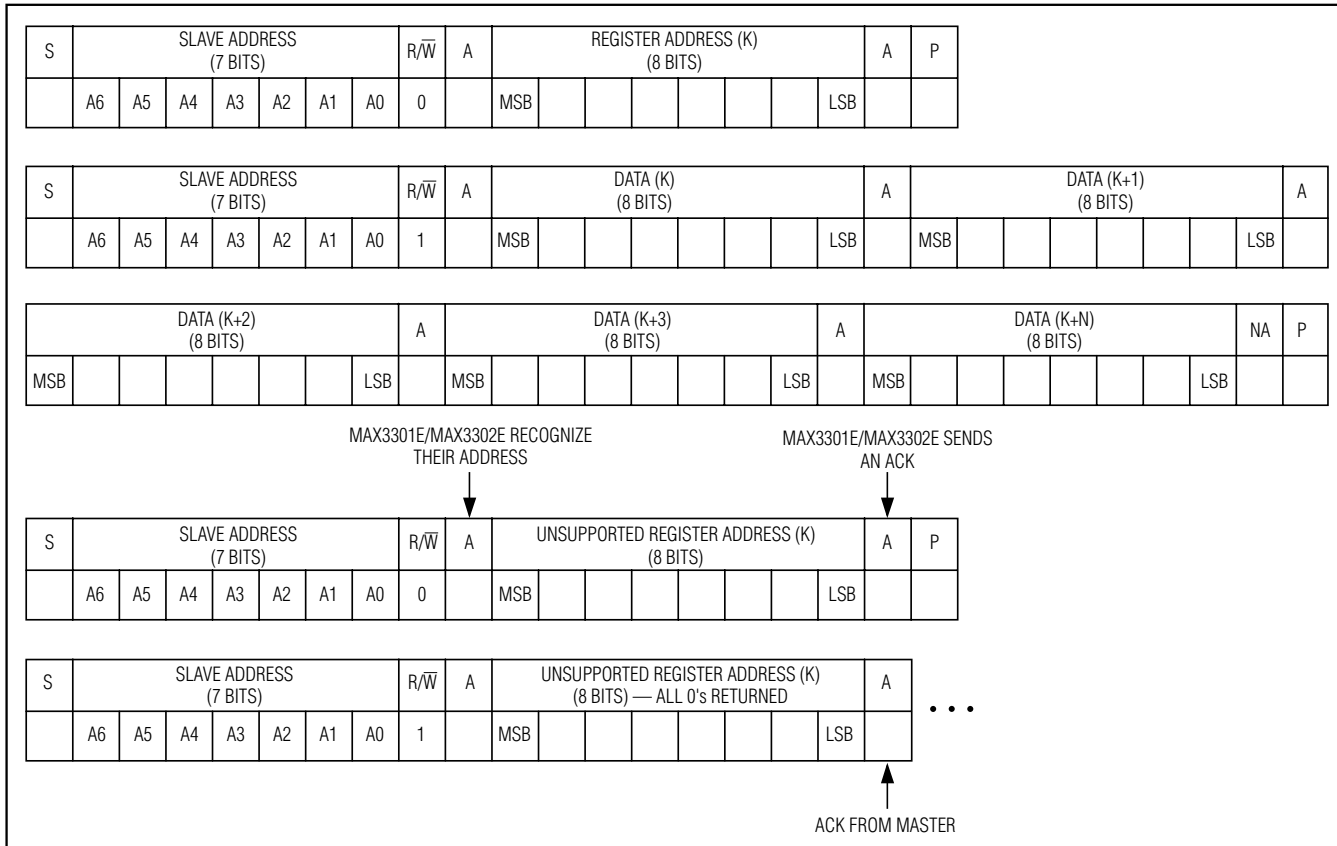 S SLAVE ADDRESS R/W̅ A REGISTER ADDRESS (K) A P
(7 BITS) (8 BITS)
A6 A5 A4 A3 A2 A1 A0 0 MSB LSB
S SLAVE ADDRESS R/W̅ A DATA (K) A DATA (K+1) A
(7 BITS) (8 BITS) (8 BITS)
A6 A5 A4 A3 A2 A1 A0 1 MSB LSB MSB LSB
DATA (K+2) A DATA (K+3) A DATA (K+N) NA P
(8 BITS) (8 BITS) (8 BITS)
MSB LSB MSB LSB MSB LSB
MAX3301E/MAX3302E RECOGNIZE
THEIR ADDRESS
MAX3301E/MAX3302E SENDS
AN ACK
S SLAVE ADDRESS R/W̅ A UNSUPPORTED REGISTER ADDRESS (K) A P
(7 BITS) (8 BITS)
A6 A5 A4 A3 A2 A1 A0 0 MSB LSB
S SLAVE ADDRESS R/W̅ A UNSUPPORTED REGISTER ADDRESS (K) A
(7 BITS) (8 BITS) — ALL 0's RETURNED
A6 A5 A4 A3 A2 A1 A0 1 MSB LSB
• • •
ACK FROM MASTER